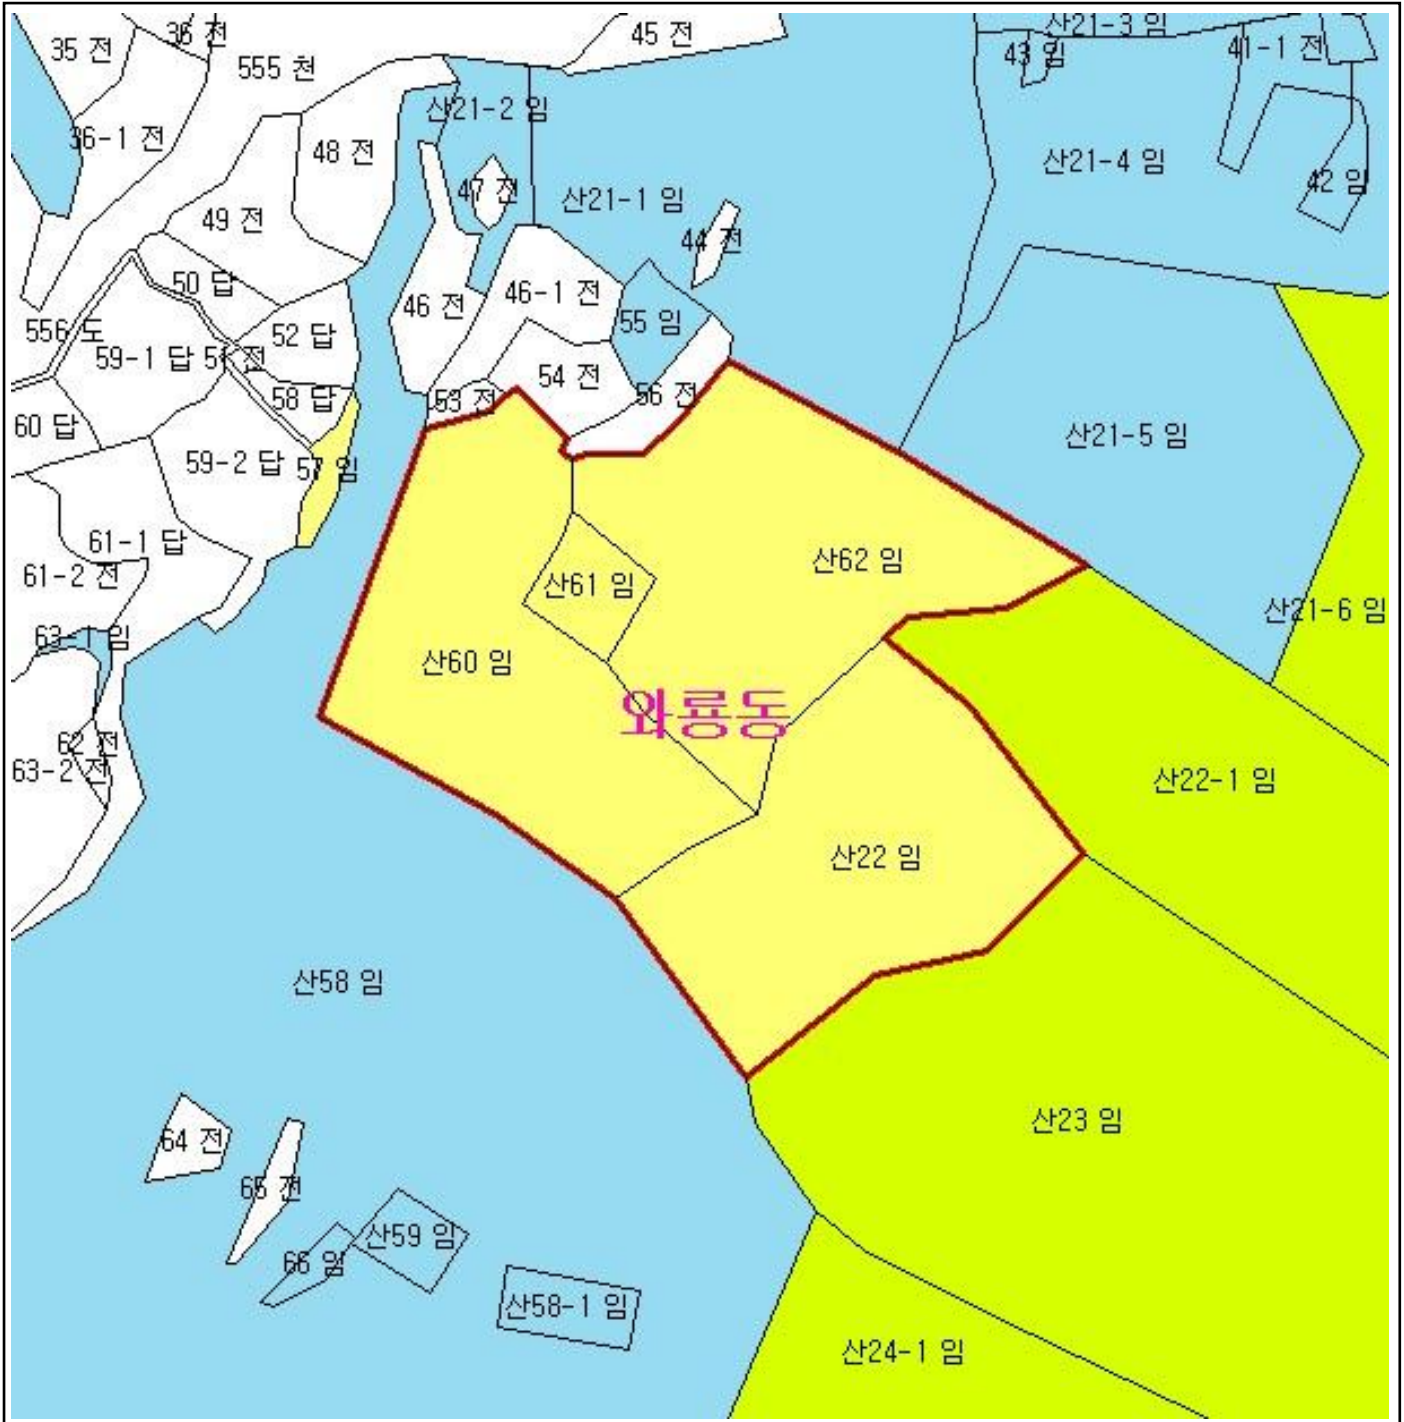 35 전
36 전
45 전
산21-3 임
43 임
41-1 전
555 천
36-1 전
48 전
산21-2 임
47 전
산21-1 임
산21-4 임
42 임
49 전
44 전
50 답
46 전
46-1 전
55 임
556 도
59-1 답
51 전
52 답
54 전
56 전
58 답
53 전
60 답
59-2 답
57 임
산21-5 임
61-1 답
61-2 전
산61 임
산62 임
산21-6 임
63-1 임
산60 임
와룡동
62 전
63-2 전
산22-1 임
산22 임
산58 임
산23 임
64 전
65 전
산59 임
66 임
산58-1 임
산24-1 임